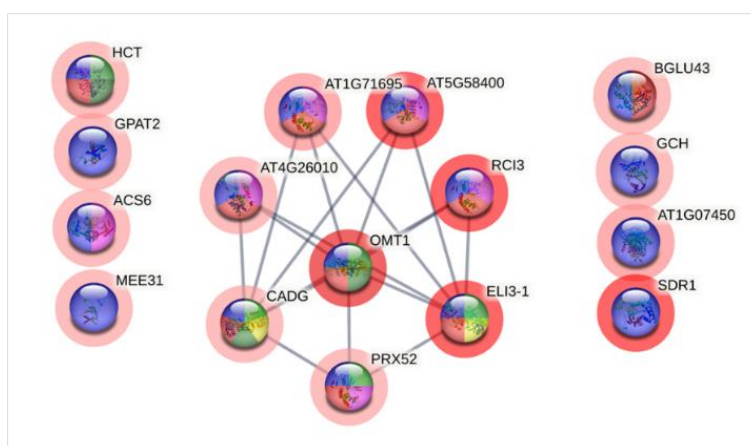 HCT
GPAT2
ACS6
MEE31
AT1G71695
AT5G58400
AT4G26010
RCI3
OMT1
CADG
ELI3-1
PRX52
BGLU43
GCH
AT1G07450
SDR1